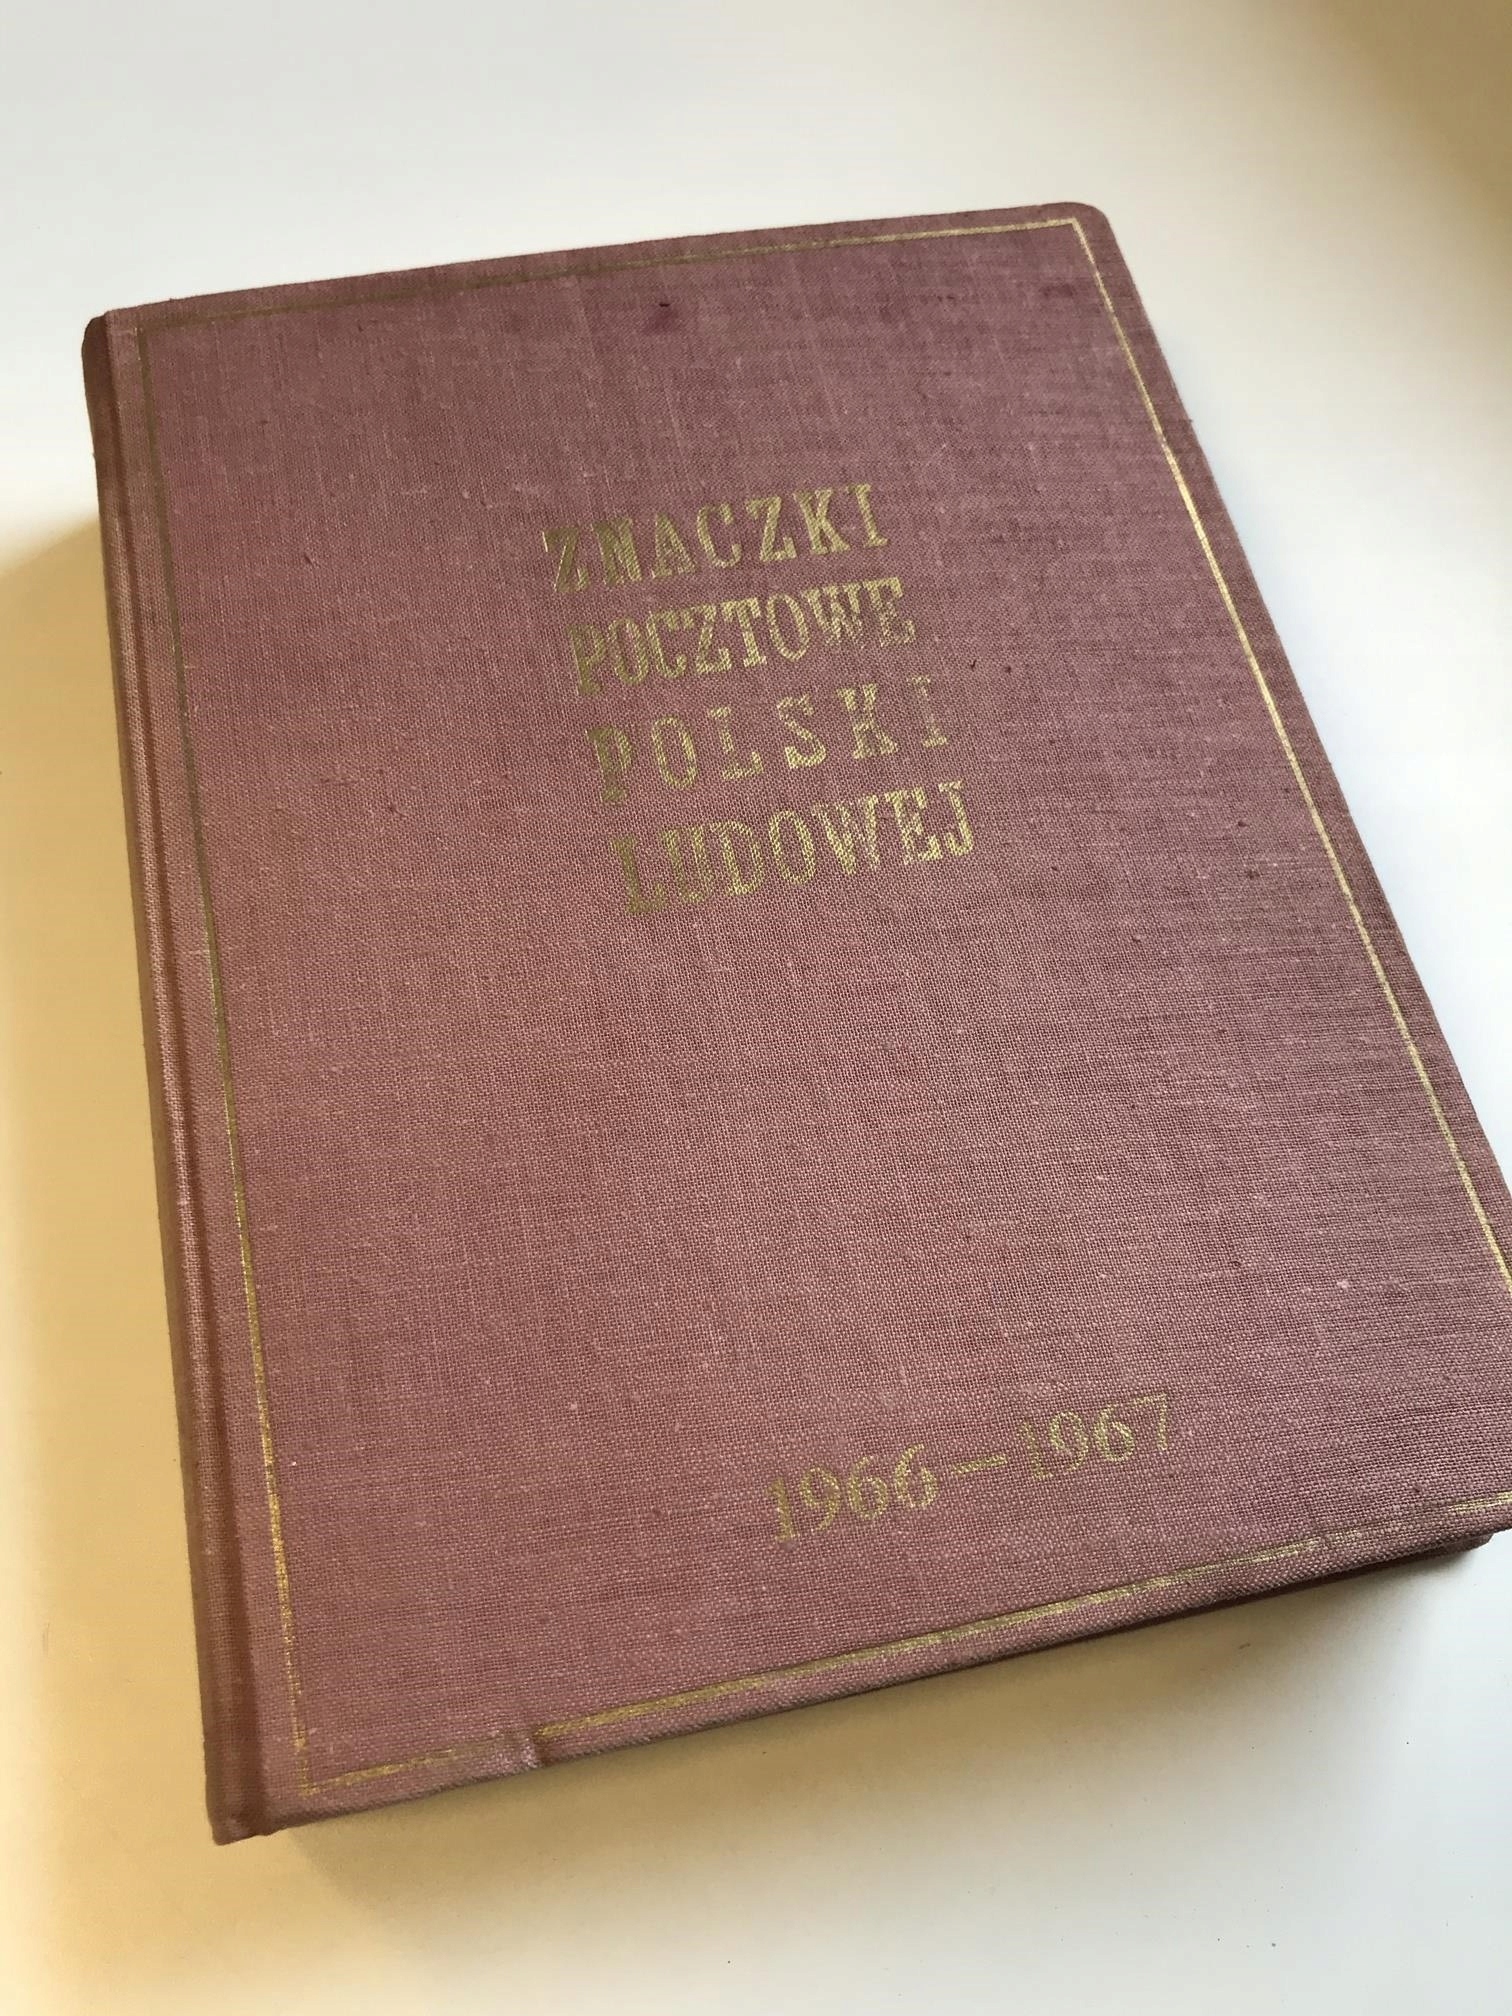 ZNACZKI
POCZTOWE
POLSKI
LUDOWEJ
1966—1967